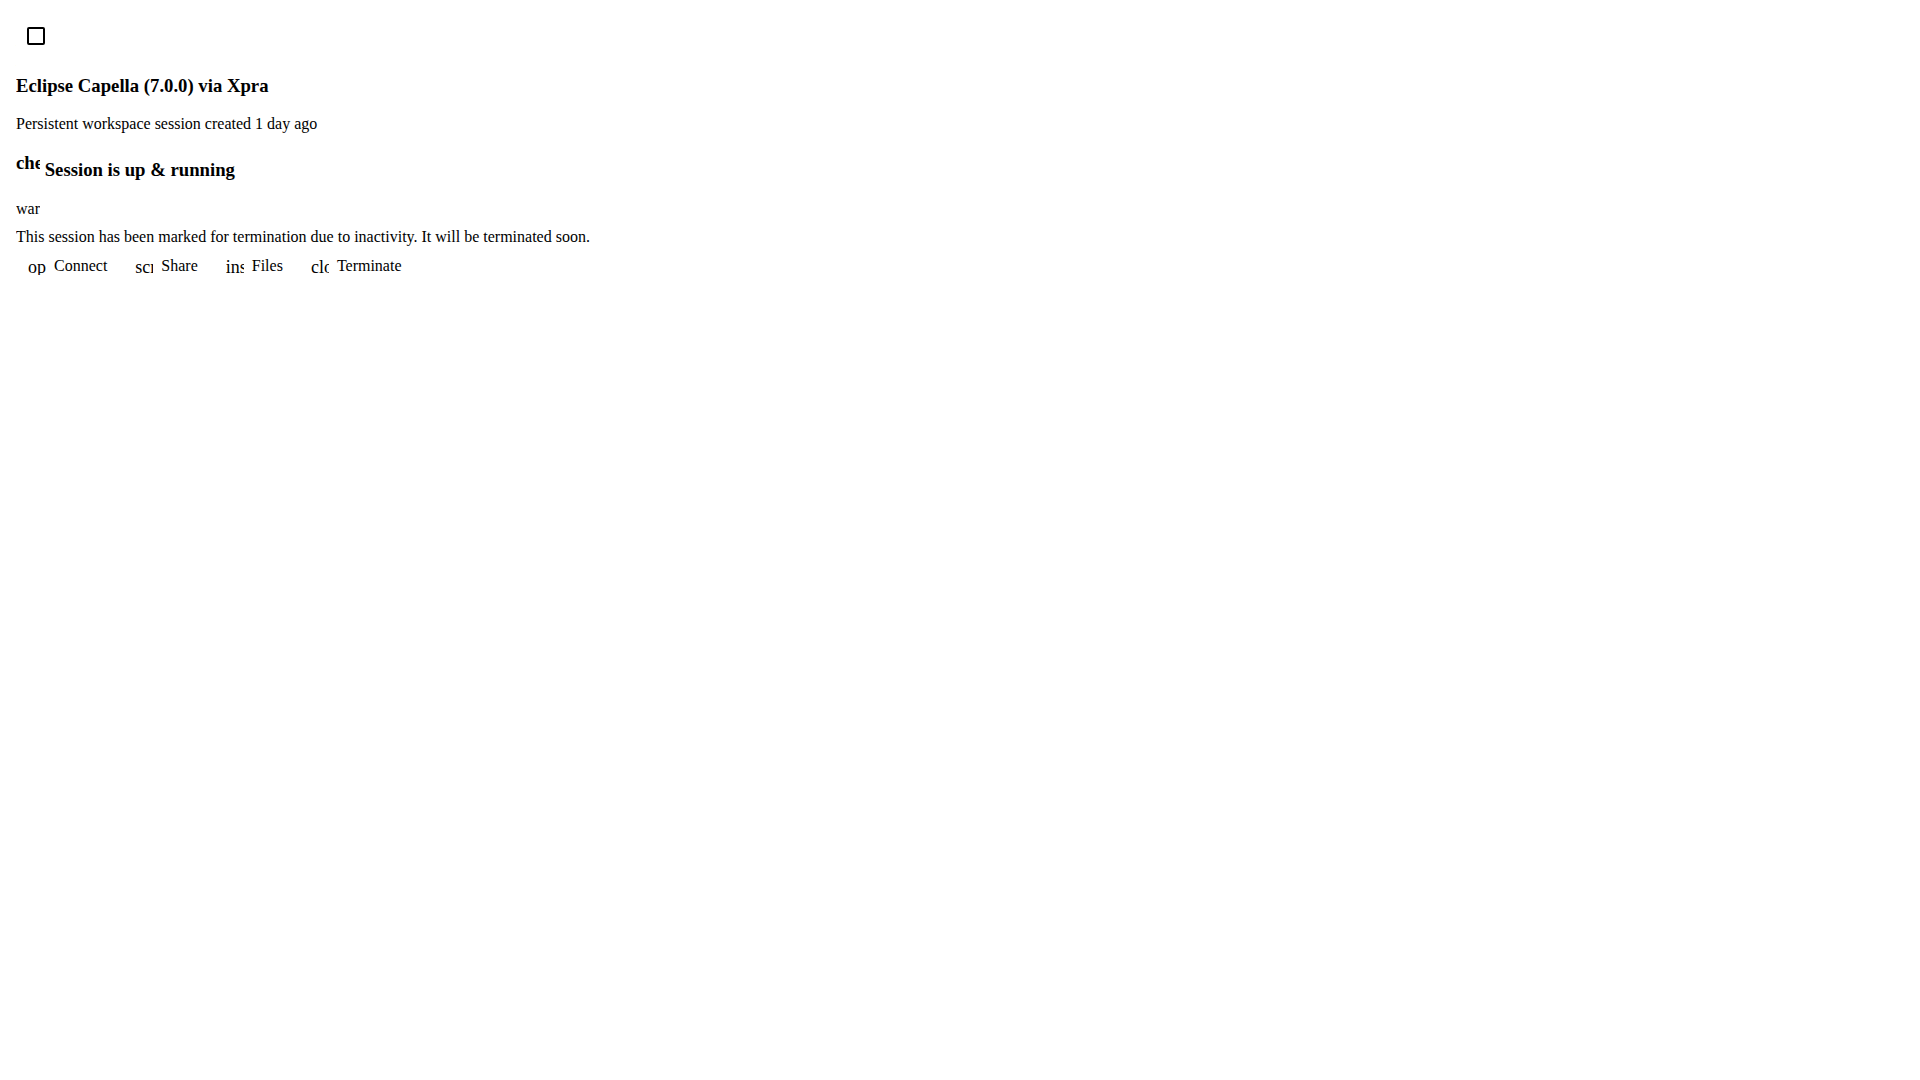 Eclipse Capella (7.0.0) via Xpra
Persistent workspace session created 1 day ago
che Session is up & running
war
This session has been marked for termination due to inactivity. It will be terminated soon.
op Connect scr Share ins Files clo Terminate